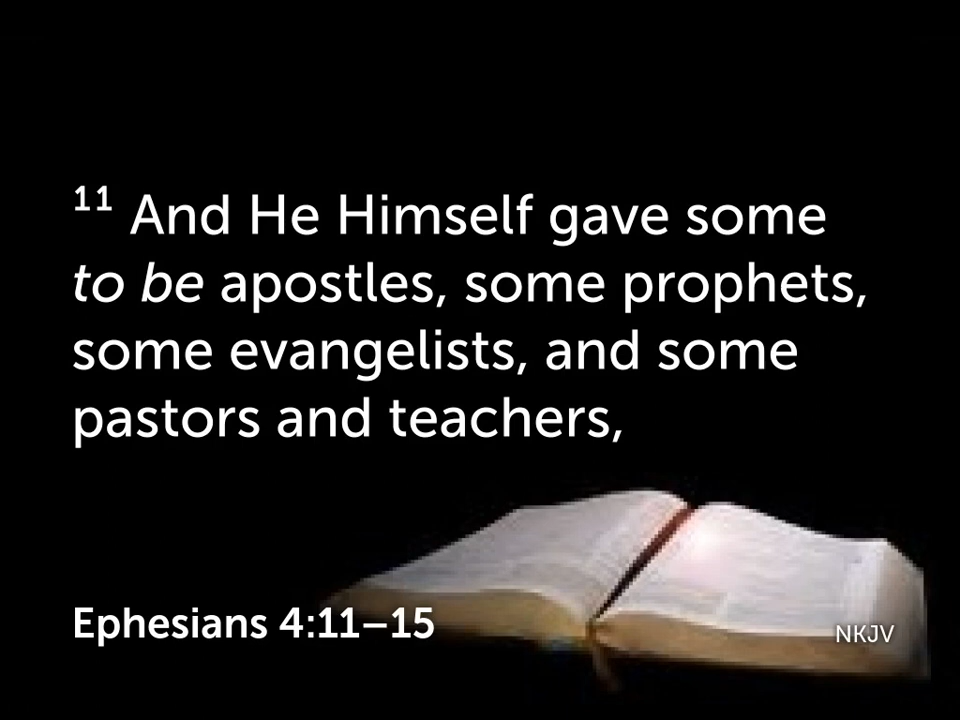 11 And He Himself gave some
to be apostles, some prophets,
some evangelists, and some
pastors and teachers,
Ephesians 4:11–15
NKJV